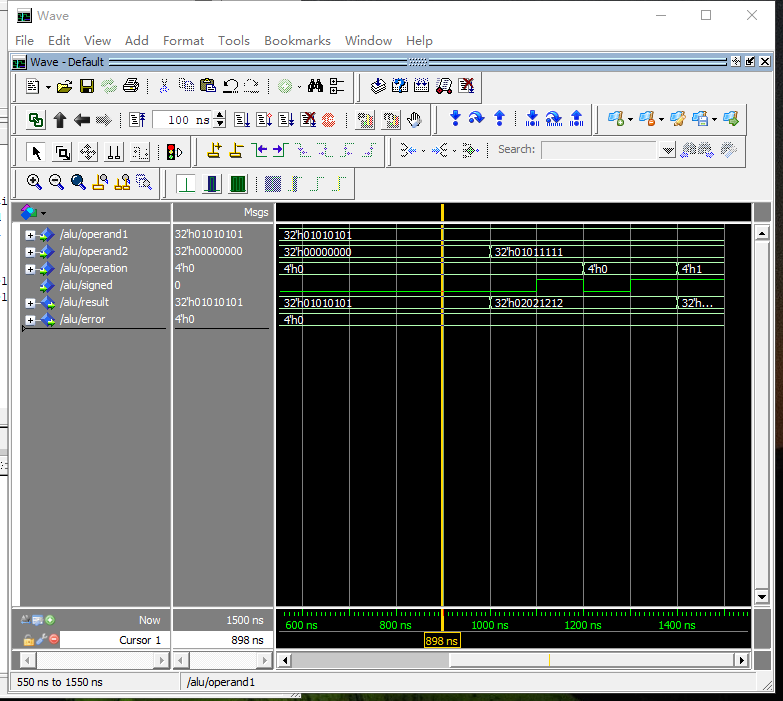 Wave
File Edit View Add Format Tools Bookmarks Window Help
Wave - Default
100 ns
Search:
Msgs
/alu/operand1 32'h01010101 32'h01010101
/alu/operand2 32'h00000000 32'h00000000 32'h01011111
/alu/operation 4'h0 4'h0 4'h0 4'h1
/alu/signed 0
/alu/result 32'h01010101 32'h01010101 32'h02021212 32'h...
/alu/error 4'h0 4'h0
Now 1500 ns 600 ns 800 ns 1000 ns 1200 ns 1400 ns
Cursor 1 898 ns 898 ns
550 ns to 1550 ns /alu/operand1